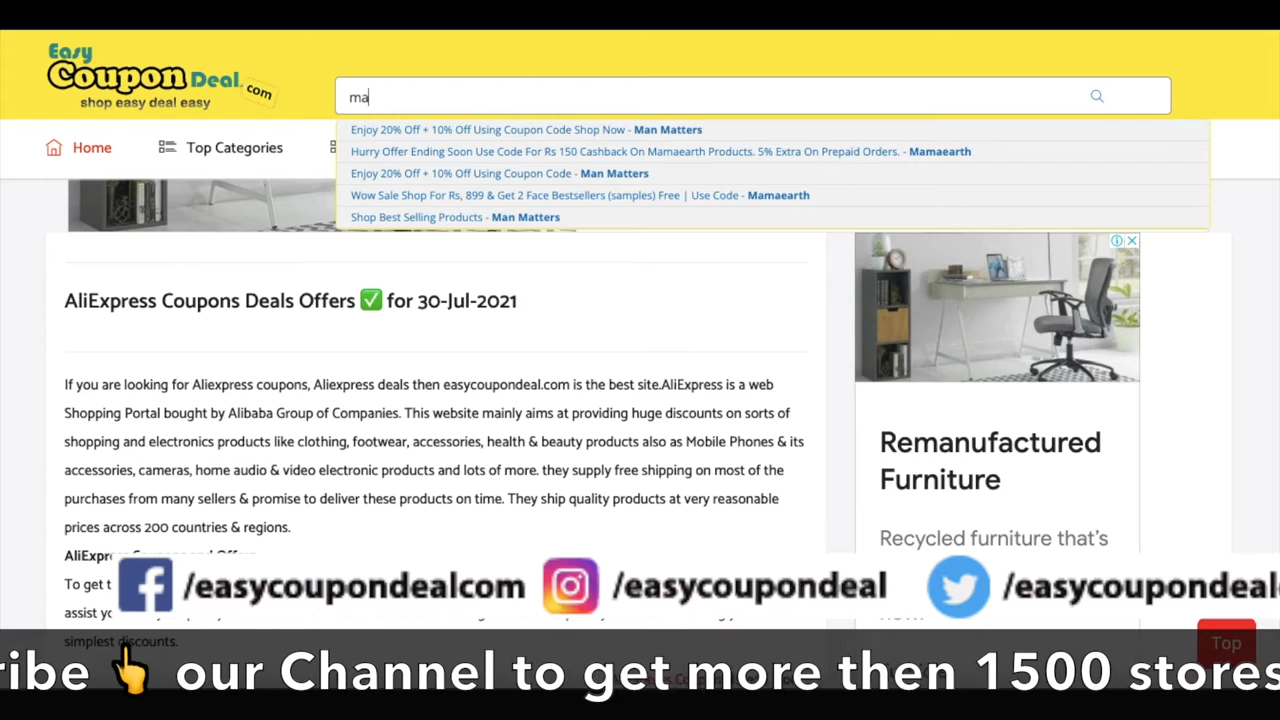 Easy
Coupon Deal .com
shop easy deal easy
ma
Enjoy 20% Off + 10% Off Using Coupon Code Shop Now - Man Matters
Hurry Offer Ending Soon Use Code For Rs 150 Cashback On Mamaearth Products. 5% Extra On Prepaid Orders. - Mamaearth
Enjoy 20% Off + 10% Off Using Coupon Code - Man Matters
Wow Sale Shop For Rs, 899 & Get 2 Face Bestsellers (samples) Free | Use Code - Mamaearth
Shop Best Selling Products - Man Matters
Home
Top Categories
AliExpress Coupons Deals Offers ✅ for 30-Jul-2021
If you are looking for Aliexpress coupons, Aliexpress deals then easycoupondeal.com is the best site.AliExpress is a web
Shopping Portal bought by Alibaba Group of Companies. This website mainly aims at providing huge discounts on sorts of
shopping and electronics products like clothing, footwear, accessories, health & beauty products also as Mobile Phones & its
accessories, cameras, home audio & video electronic products and lots of more. they supply free shipping on most of the
purchases from many sellers & promise to deliver these products on time. They ship quality products at very reasonable
prices across 200 countries & regions.
To get
assist
simplest discounts.
Remanufactured
Furniture
Recycled furniture that's
/easycoupondealcom
/easycoupondeal
/easycoupondeal
Top
ribe 👆 our Channel to get more then 1500 stores